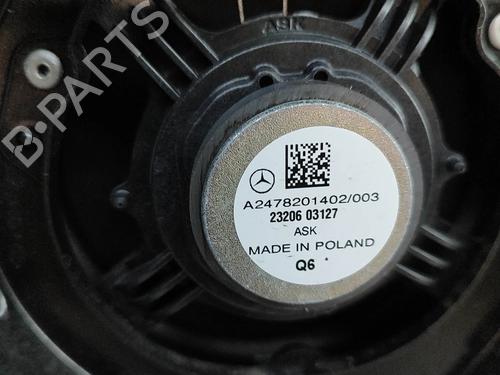 ASK
B-PARTS
A2478201402/003
23206 03127
ASK
MADE IN POLAND
Q6